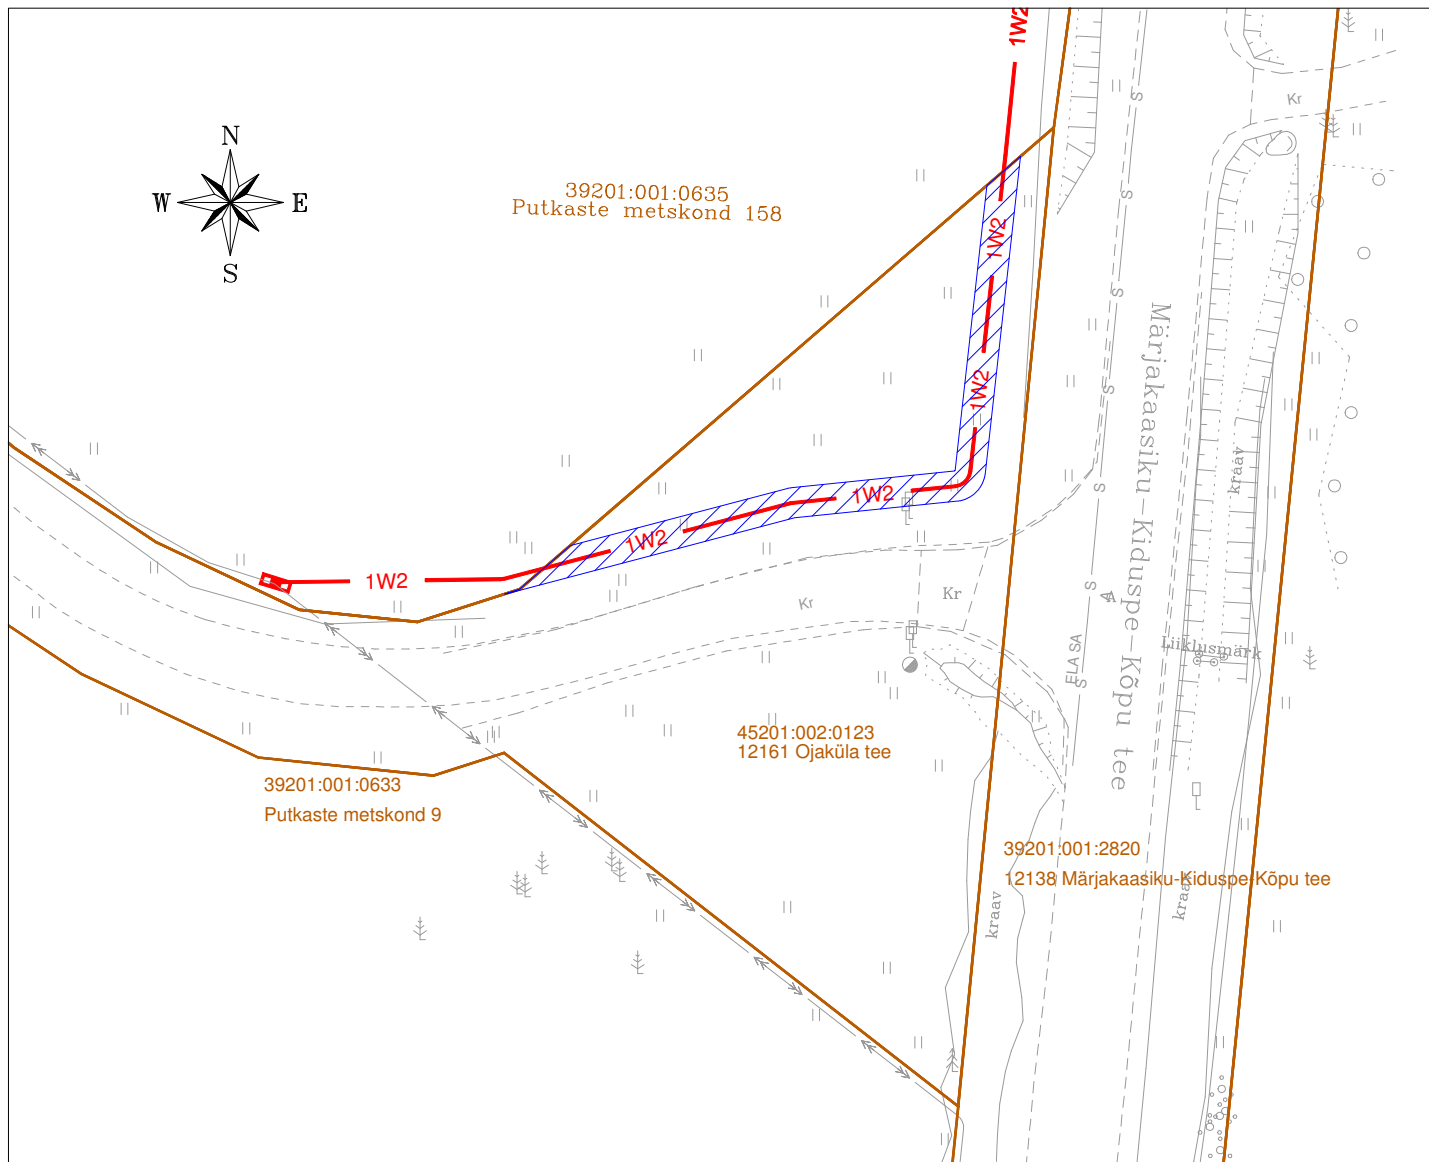 1W2
Kr
S
N
W
E
S
39201:001:0635
Putkaste metskond 158
S
1W2
S
S
Märjakaasiku-Kiduspe-Kõpu tee
1W2
S
kraav
S
1W2
1W2
1W2
S
Kr
Kr
A
ELA SA
Liiklusmärk
S
45201:002:0123
12161 Ojaküla tee
39201:001:0633
Putkaste metskond 9
39201:001:2820
12138 Märjakaasiku-Kiduspe-Kõpu tee
kraav
kraav